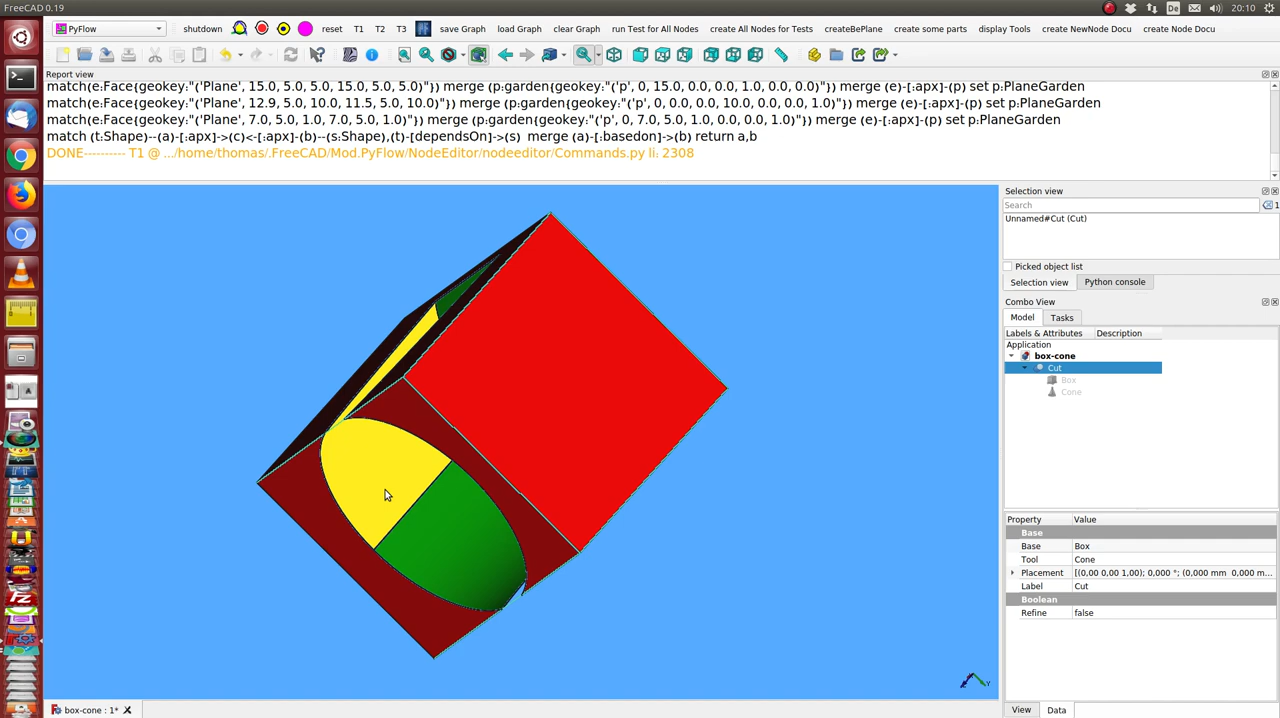 FreeCAD 0.19
De
20:10
PyFlow
shutdown
reset
T1
T2
T3
save Graph
load Graph
clear Graph
run Test for All Nodes
create All Nodes for Tests
createBePlane
create some parts
display Tools
create NewNode Docu
create Node Docu
Report view
match(e:Face{geokey:"('Plane', 15.0, 5.0, 5.0, 15.0, 5.0, 5.0)"}) merge (p:garden{geokey:"('p', 0, 15.0, 0.0, 0.0, 1.0, 0.0, 0.0)"}) merge (e)-[:apx]-(p) set p:PlaneGarden
match(e:Face{geokey:"('Plane', 12.9, 5.0, 10.0, 11.5, 5.0, 10.0)"}) merge (p:garden{geokey:"('p', 0, 0.0, 0.0, 10.0, 0.0, 0.0, 1.0)"}) merge (e)-[:apx]-(p) set p:PlaneGarden
match(e:Face{geokey:"('Plane', 7.0, 5.0, 1.0, 7.0, 5.0, 1.0)"}) merge (p:garden{geokey:"('p', 0, 7.0, 5.0, 1.0, 0.0, 0.0, 1.0)"}) merge (e)-[:apx]-(p) set p:PlaneGarden
match (t:Shape)--(a)-[:apx]->(c)<-[:apx]-(b)--(s:Shape),(t)-[dependsOn]->(s)  merge (a)-[:basedon]->(b) return a,b
DONE---------- T1 @ .../home/thomas/.FreeCAD/Mod.PyFlow/NodeEditor/nodeeditor/Commands.py li: 2308
Selection view
Search
1
Unnamed#Cut (Cut)
Picked object list
Selection view
Python console
Combo View
Model
Tasks
Labels & Attributes
Description
Application
box-cone
Cut
Box
Cone
Property
Value
Base
Base
Box
Tool
Cone
Placement
[(0,00 0,00 1,00); 0,000 °; (0,000 mm  0,000 m...
Label
Cut
Boolean
Refine
false
Y
box-cone : 1*
View
Data